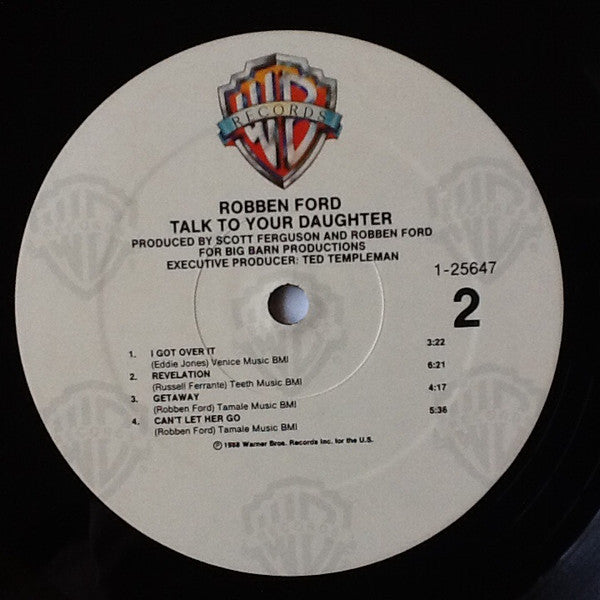 RECORDS
ROBBEN FORD
TALK TO YOUR DAUGHTER
PRODUCED BY SCOTT FERGUSON AND ROBBEN FORD
FOR BIG BARN PRODUCTIONS
EXECUTIVE PRODUCER: TED TEMPLEMAN
1-25647
2
1. I GOT OVER IT 3:22
(Eddie Jones) Venice Music BMI
2. REVELATION 6:21
(Russell Ferrante) Teeth Music BMI
3. GETAWAY 4:17
(Robben Ford) Tamale Music BMI
4. CAN'T LET HER GO 5:36
(Robben Ford) Tamale Music BMI
℗ 1988 Warner Bros. Records Inc. for the U.S.